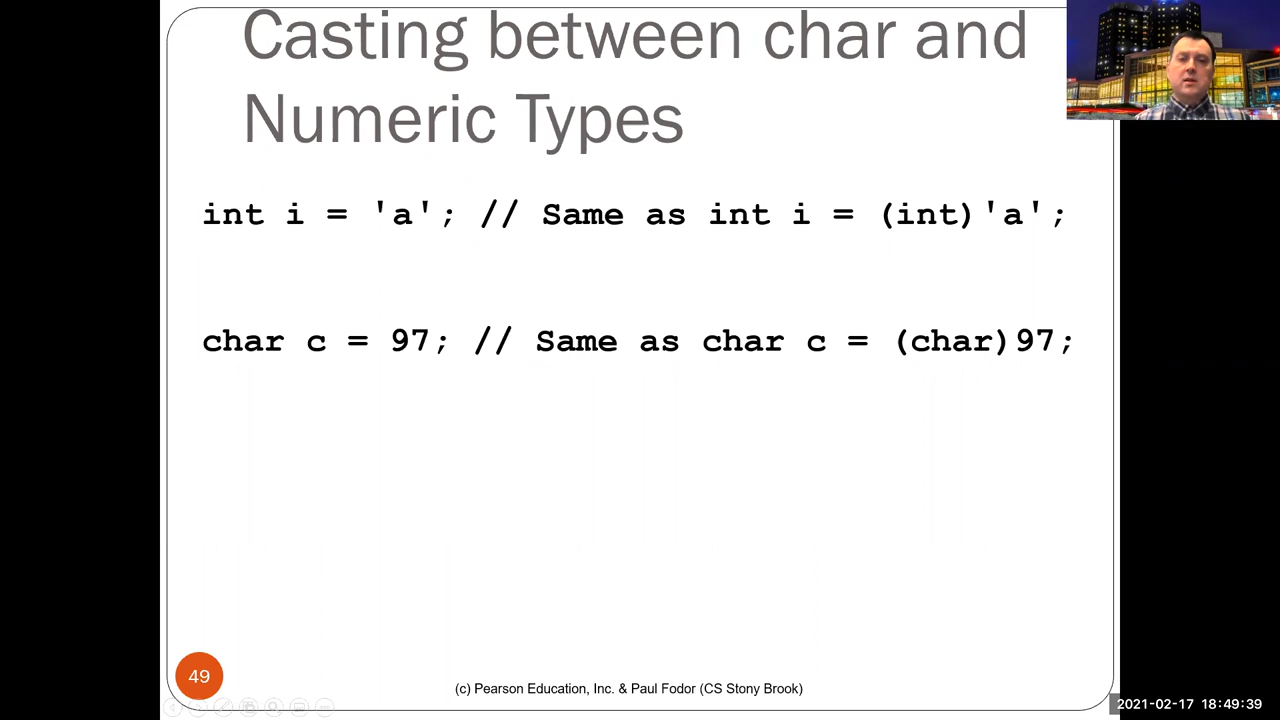 Casting between char and
Numeric Types
int i = 'a'; // Same as int i = (int)'a';
char c = 97; // Same as char c = (char)97;
49
(c) Pearson Education, Inc. & Paul Fodor (CS Stony Brook)
2021-02-17 18:49:39